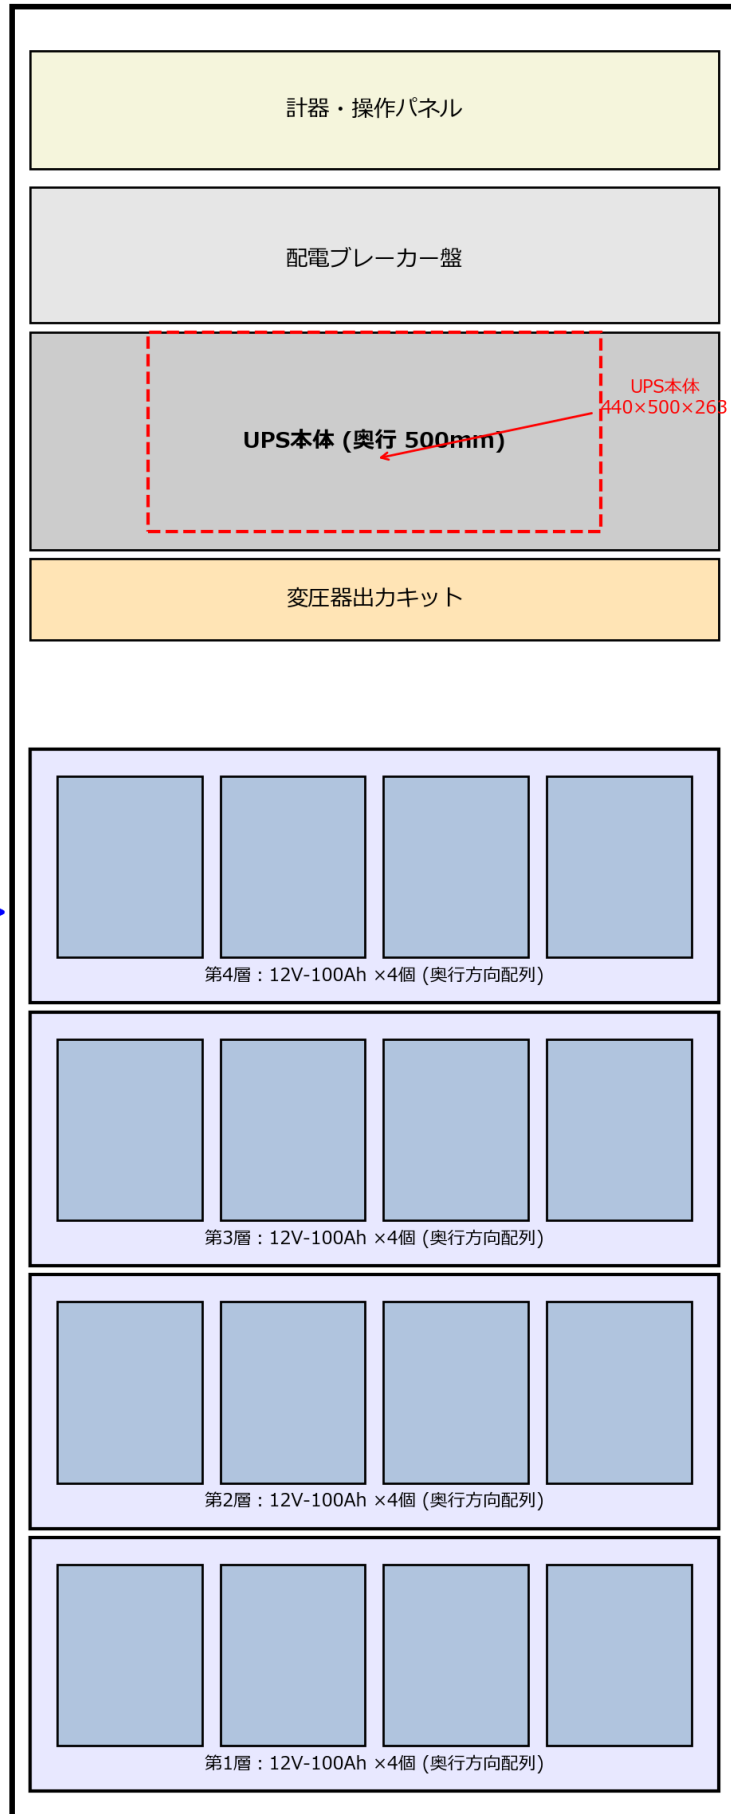 計器・操作パネル
配電ブレーカー盤
UPS本体
440×500×263
UPS本体 (奥行 500mm)
変圧器出力キット
第4層：12V-100Ah ×4個 (奥行方向配列)
第3層：12V-100Ah ×4個 (奥行方向配列)
第2層：12V-100Ah ×4個 (奥行方向配列)
第1層：12V-100Ah ×4個 (奥行方向配列)